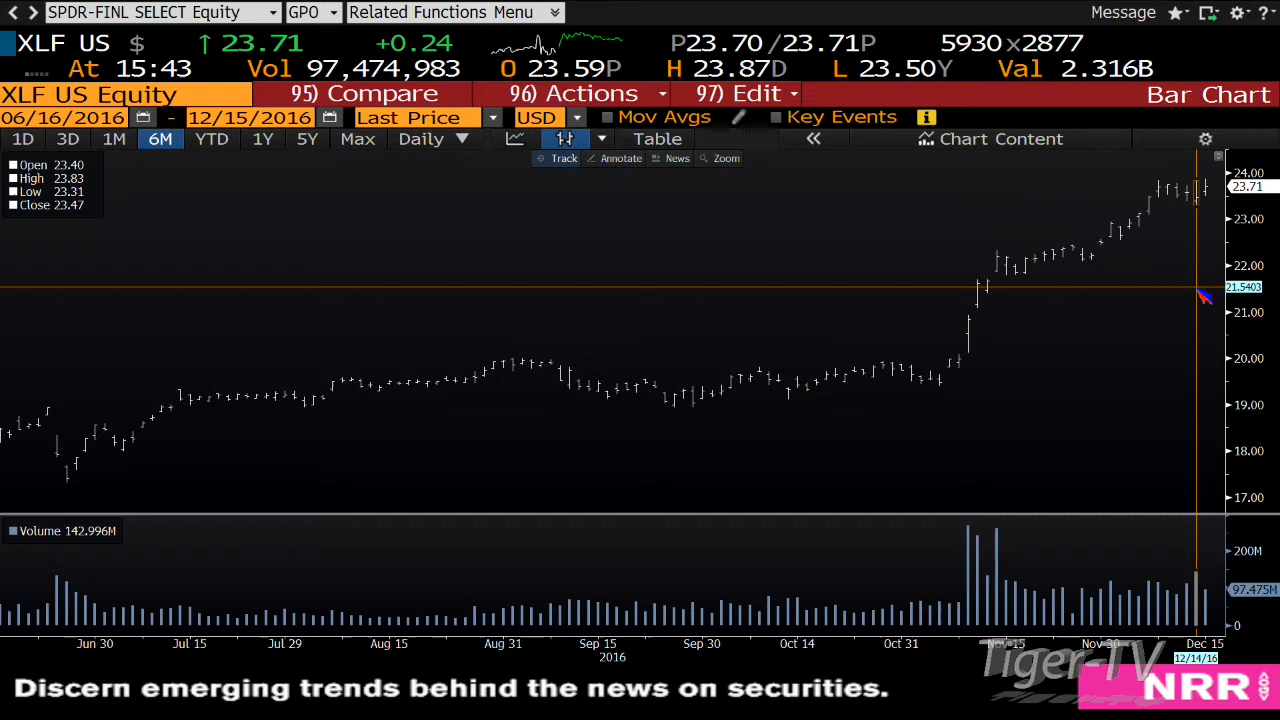 SPDR-FINL SELECT Equity GPO Related Functions Menu Message ?
XLF US $ ↑ 23.71 +0.24 P23.70 /23.71P 5930 x2877
At 15:43 Vol 97,474,983 O 23.59P H 23.87D L 23.50Y Val 2.316B
XLF US Equity 95) Compare 96) Actions 97) Edit Bar Chart
06/16/2016 - 12/15/2016 Last Price USD Mov Avgs Key Events i
1D 3D 1M 6M YTD 1Y 5Y Max Daily ▼ Table « Chart Content
Track Annotate News Zoom
Open 23.40
High 23.83
Low 23.31
Close 23.47
24.00
23.71
23.00
22.00
21.5403
21.00
20.00
19.00
18.00
17.00
Volume 142.996M
200M
97.475M
0
Jun 30 Jul 15 Jul 29 Aug 15 Aug 31 Sep 15 Sep 30 Oct 14 Oct 31 Nov 15 Nov 30 Dec 15
2016 12/14/16
Tiger-TV
Discern emerging trends behind the news on securities.
NRR